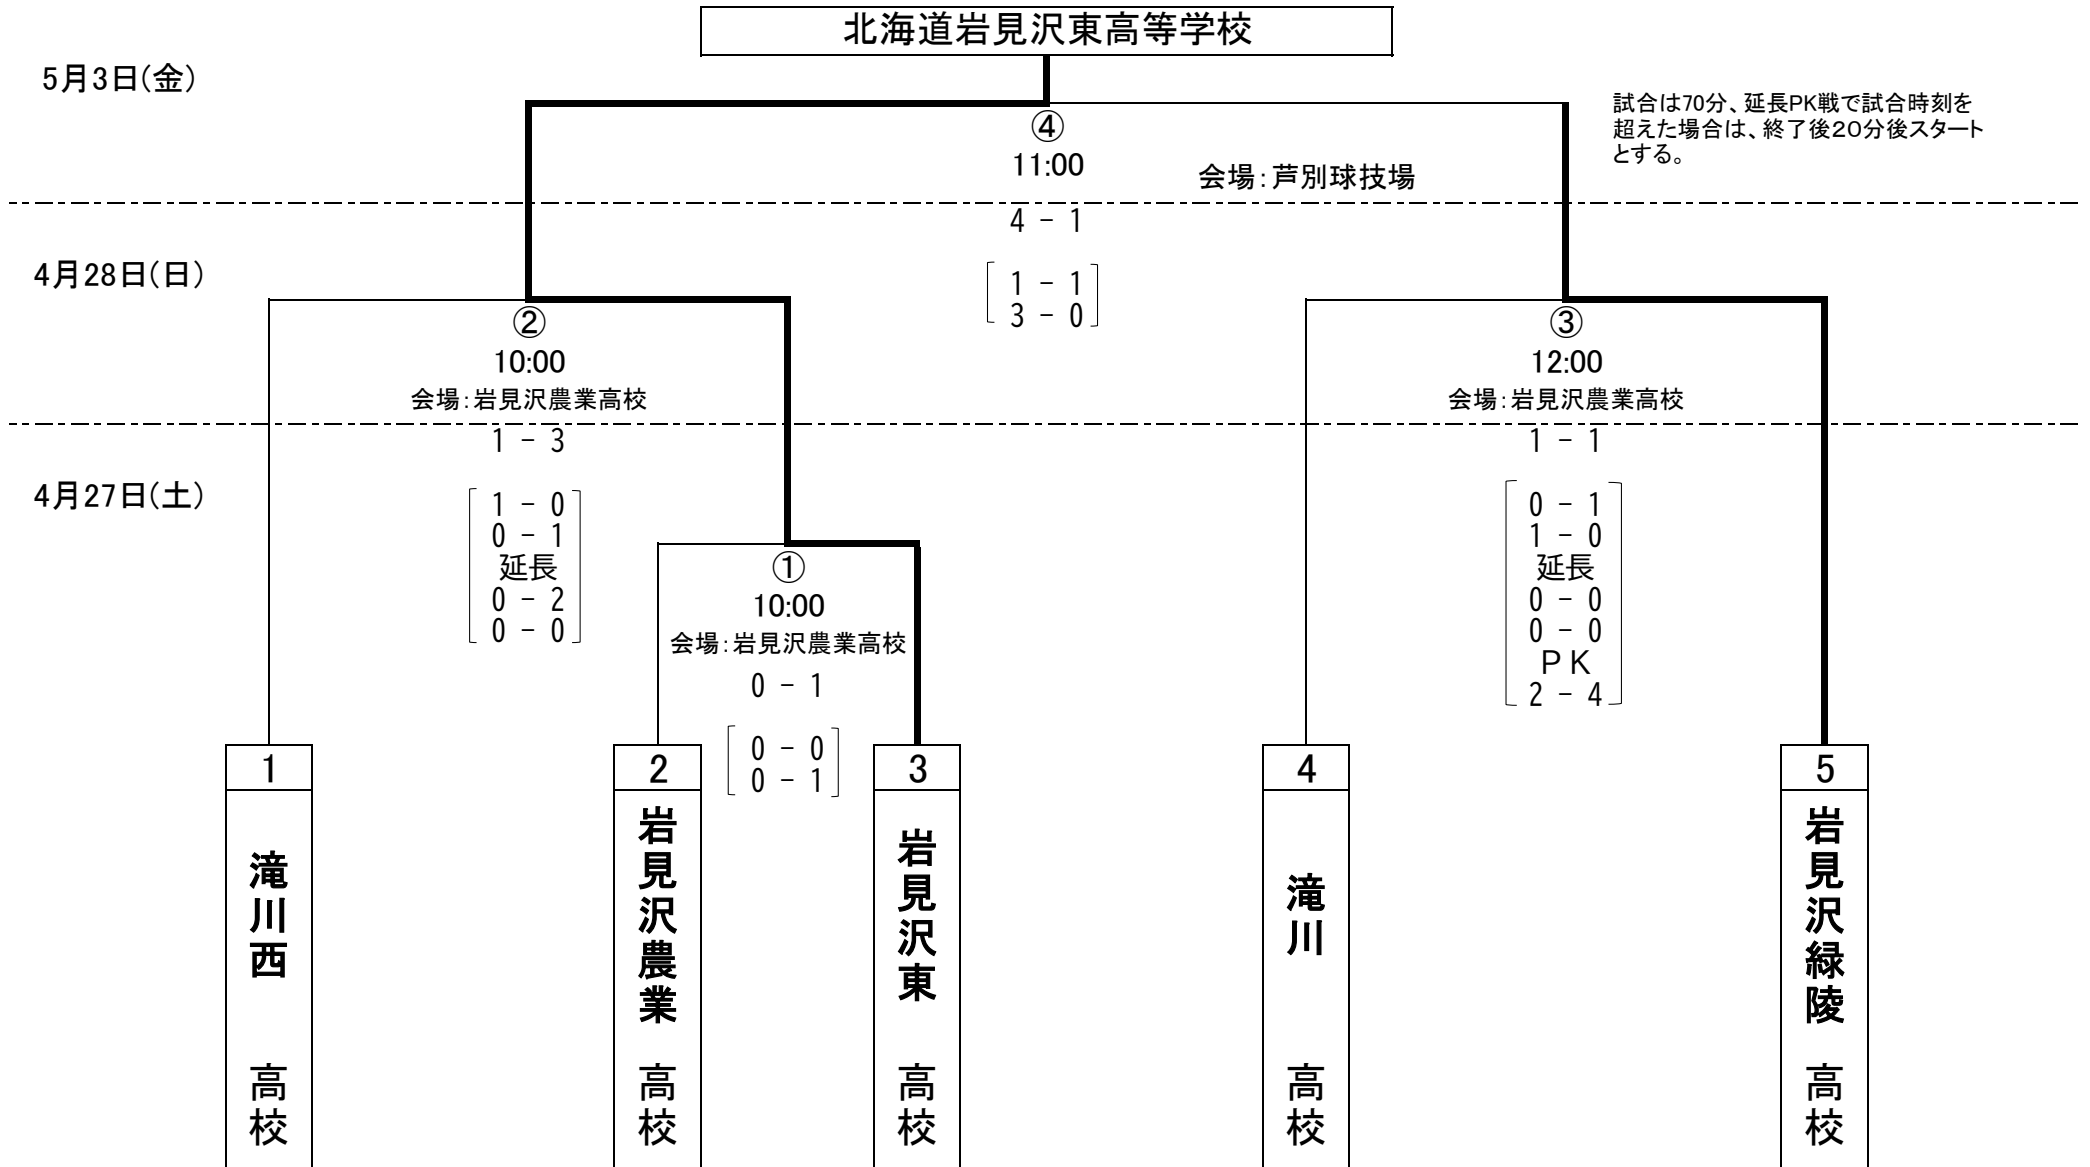 北海道岩見沢東高等学校
5月3日(金)
試合は70分、延長PK戦で試合時刻を
超えた場合は、終了後20分後スタート
とする。
④
11:00
会場:芦別球技場
4 - 1
1 - 1
3 - 0
4月28日(日)
②
10:00
会場:岩見沢農業高校
1 - 3
1 - 0
0 - 1
延長
0 - 2
0 - 0
③
12:00
会場:岩見沢農業高校
1 - 1
0 - 1
1 - 0
延長
0 - 0
0 - 0
PK
2 - 4
4月27日(土)
①
10:00
会場:岩見沢農業高校
0 - 1
0 - 0
0 - 1
1
滝川西 高校
2
岩見沢農業 高校
3
岩見沢東 高校
4
滝川 高校
5
岩見沢緑陵 高校